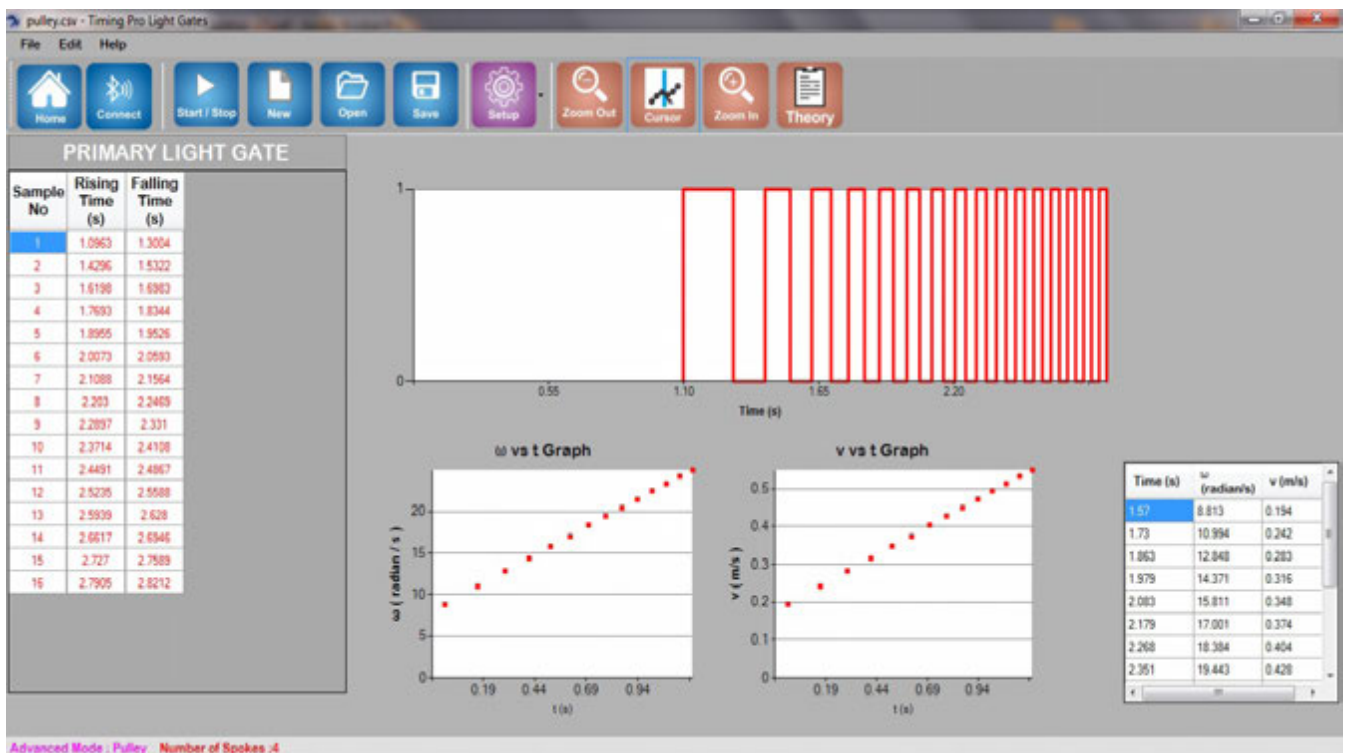 pulley.csv - Timing Pro Light Gates
File Edit Help
Home Connect Start / Stop New Open Save Setup Zoom Out Cursor Zoom In Theory
PRIMARY LIGHT GATE
Sample No Rising Time (s) Falling Time (s)
1 1.0963 1.3004
2 1.4296 1.5322
3 1.6198 1.6983
4 1.7693 1.8344
5 1.8955 1.9526
6 2.0073 2.0593
7 2.1088 2.1564
8 2.203 2.2469
9 2.2897 2.331
10 2.3714 2.4108
11 2.4491 2.4867
12 2.5235 2.5588
13 2.5939 2.628
14 2.6617 2.6946
15 2.727 2.7589
16 2.7905 2.8212
1
0
0.55 1.10 1.65 2.20
Time (s)
ω vs t Graph
20
15
10
5
0
ω ( radian / s )
0.19 0.44 0.69 0.94
t (s)
v vs t Graph
0.5
0.4
0.3
0.2
0.1
0
v ( m/s )
0.19 0.44 0.69 0.94
t (s)
Time (s) ω (radian/s) v (m/s)
1.57 8.813 0.194
1.73 10.994 0.242
1.863 12.848 0.283
1.979 14.371 0.316
2.083 15.811 0.348
2.179 17.001 0.374
2.268 18.384 0.404
2.351 19.443 0.428
Advanced Mode : Pulley Number of Spokes :4